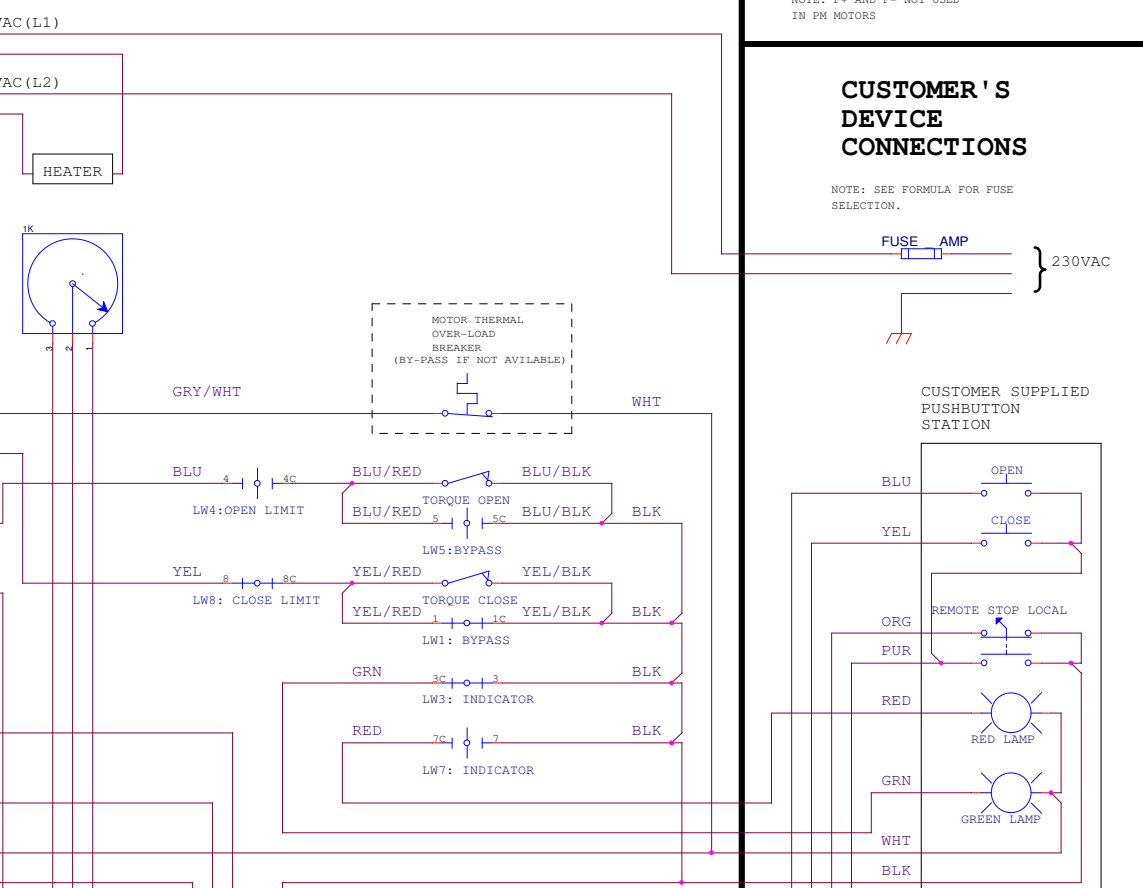 NOTE: F+ AND F- NOT USED
IN PM MOTORS
VAC(L1)
VAC(L2)
HEATER
CUSTOMER'S
DEVICE
CONNECTIONS
NOTE: SEE FORMULA FOR FUSE
SELECTION.
FUSE _ AMP
230VAC
1K
3
2
1
MOTOR THERMAL
OVER-LOAD
BREAKER
(BY-PASS IF NOT AVILABLE)
GRY/WHT
WHT
CUSTOMER SUPPLIED
PUSHBUTTON
STATION
BLU
4
4C
BLU/RED
BLU/BLK
LW4:OPEN LIMIT
TORQUE OPEN
BLU/RED
5
5C
BLU/BLK
BLK
LW5:BYPASS
YEL
8
8C
YEL/RED
YEL/BLK
LW8: CLOSE LIMIT
TORQUE CLOSE
YEL/RED
1
1C
YEL/BLK
BLK
LW1: BYPASS
GRN
3C
3
BLK
LW3: INDICATOR
RED
7C
7
BLK
LW7: INDICATOR
BLU
OPEN
YEL
CLOSE
REMOTE STOP LOCAL
ORG
PUR
RED
RED LAMP
GRN
GREEN LAMP
WHT
BLK